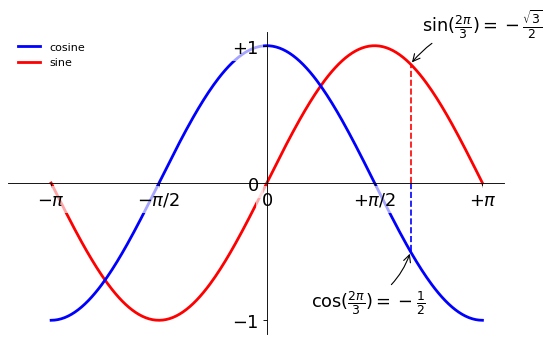 sin(2π/3) = −√3/2
+1
cosine
sine
0
−π −π/2 0 +π/2 +π
cos(2π/3) = −1/2
−1